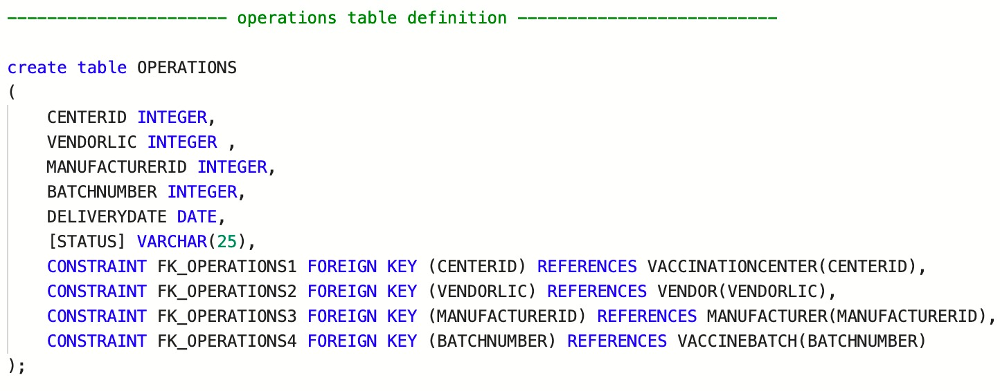 ---------------------- operations table definition --------------------------
create table OPERATIONS
(
    CENTERID INTEGER,
    VENDORLIC INTEGER ,
    MANUFACTURERID INTEGER,
    BATCHNUMBER INTEGER,
    DELIVERYDATE DATE,
    [STATUS] VARCHAR(25),
    CONSTRAINT FK_OPERATIONS1 FOREIGN KEY (CENTERID) REFERENCES VACCINATIONCENTER(CENTERID),
    CONSTRAINT FK_OPERATIONS2 FOREIGN KEY (VENDORLIC) REFERENCES VENDOR(VENDORLIC),
    CONSTRAINT FK_OPERATIONS3 FOREIGN KEY (MANUFACTURERID) REFERENCES MANUFACTURER(MANUFACTURERID),
    CONSTRAINT FK_OPERATIONS4 FOREIGN KEY (BATCHNUMBER) REFERENCES VACCINEBATCH(BATCHNUMBER)
);